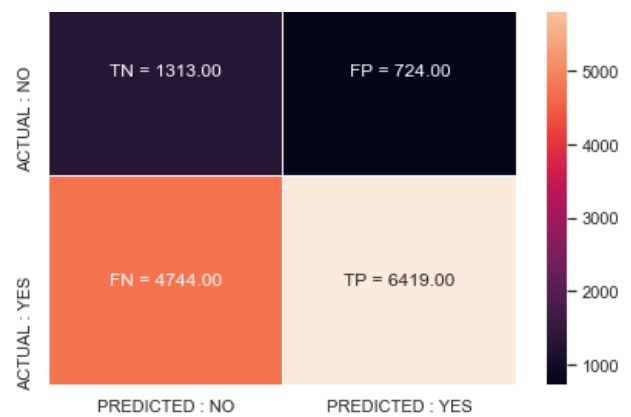 ACTUAL : NO
TN = 1313.00
FP = 724.00
ACTUAL : YES
FN = 4744.00
TP = 6419.00
PREDICTED : NO
PREDICTED : YES
5000
4000
3000
2000
1000